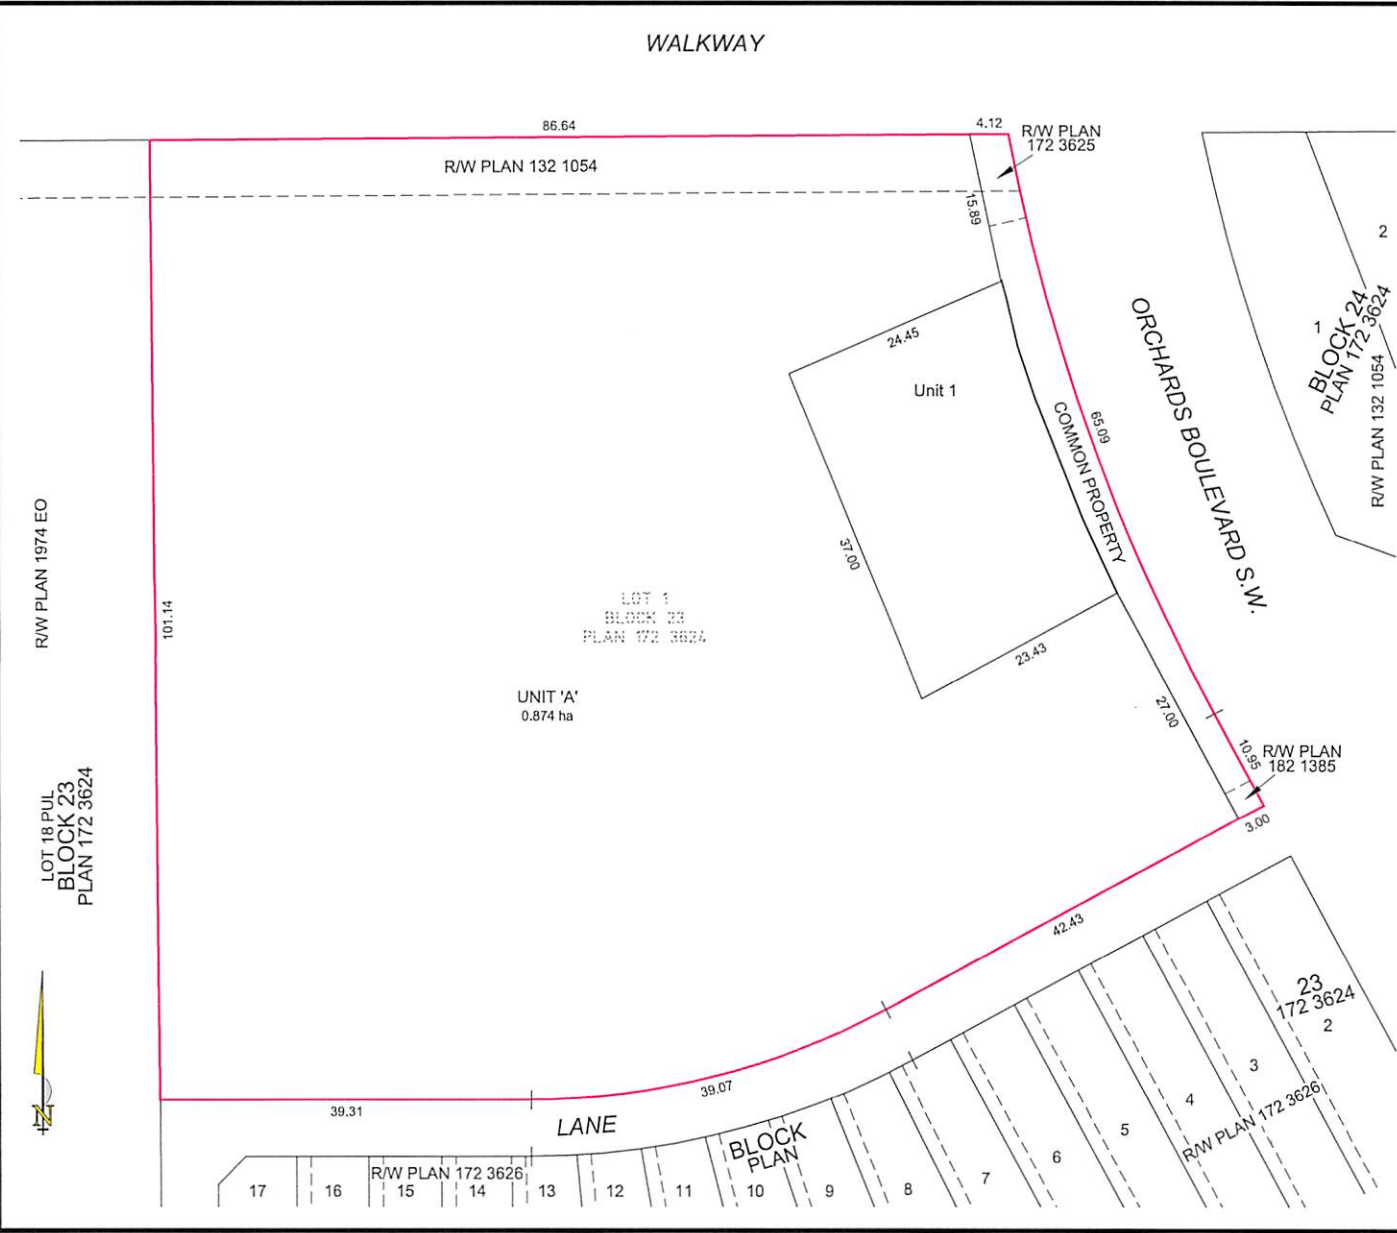 WALKWAY
86.64
4.12
R/W PLAN
172 3625
R/W PLAN 132 1054
15.89
2
24.45
Unit 1
ORCHARDS BOULEVARD S.W.
1
BLOCK 24
PLAN 172 3624
R/W PLAN 132 1054
65.09
COMMON PROPERTY
37.00
R/W PLAN 1974 EO
101.14
LOT 1
BLOCK 23
PLAN 172 3624
23.43
UNIT 'A'
0.874 ha
27.00
10.95
R/W PLAN
182 1385
3.00
LOT 18 PUL
BLOCK 23
PLAN 172 3624
42.43
23
172 3624
2
N
39.31
39.07
LANE
BLOCK
PLAN
R/W PLAN 172 3626
R/W PLAN 172 3626
17
16
15
14
13
12
11
10
9
8
7
6
5
4
3